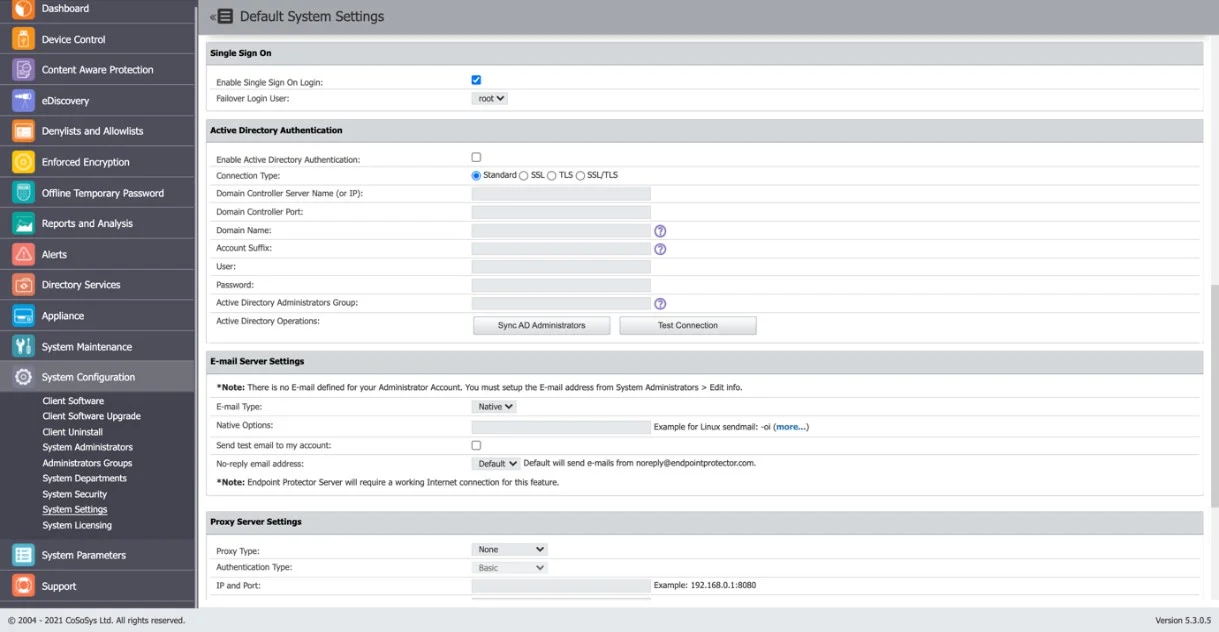 Dashboard
Device Control
Content Aware Protection
eDiscovery
Denylists and Allowlists
Enforced Encryption
Offline Temporary Password
Reports and Analysis
Alerts
Directory Services
Appliance
System Maintenance
System Configuration
Client Software
Client Software Upgrade
Client Uninstall
System Administrators
Administrators Groups
System Departments
System Security
System Settings
System Licensing
System Parameters
Support
Default System Settings
Single Sign On
Enable Single Sign On Login:
Failover Login User: root
Active Directory Authentication
Enable Active Directory Authentication:
Connection Type: Standard SSL TLS SSL/TLS
Domain Controller Server Name (or IP):
Domain Controller Port:
Domain Name: ?
Account Suffix: ?
User:
Password:
Active Directory Administrators Group: ?
Active Directory Operations: Sync AD Administrators Test Connection
E-mail Server Settings
*Note: There is no E-mail defined for your Administrator Account. You must setup the E-mail address from System Administrators > Edit info.
E-mail Type: Native
Native Options: Example for Linux sendmail: -oi (more...)
Send test email to my account:
No-reply email address: Default Default will send e-mails from noreply@endpointprotector.com.
*Note: Endpoint Protector Server will require a working Internet connection for this feature.
Proxy Server Settings
Proxy Type: None
Authentication Type: Basic
IP and Port: Example: 192.168.0.1:8080
© 2004 - 2021 CoSoSys Ltd. All rights reserved.
Version 5.3.0.5